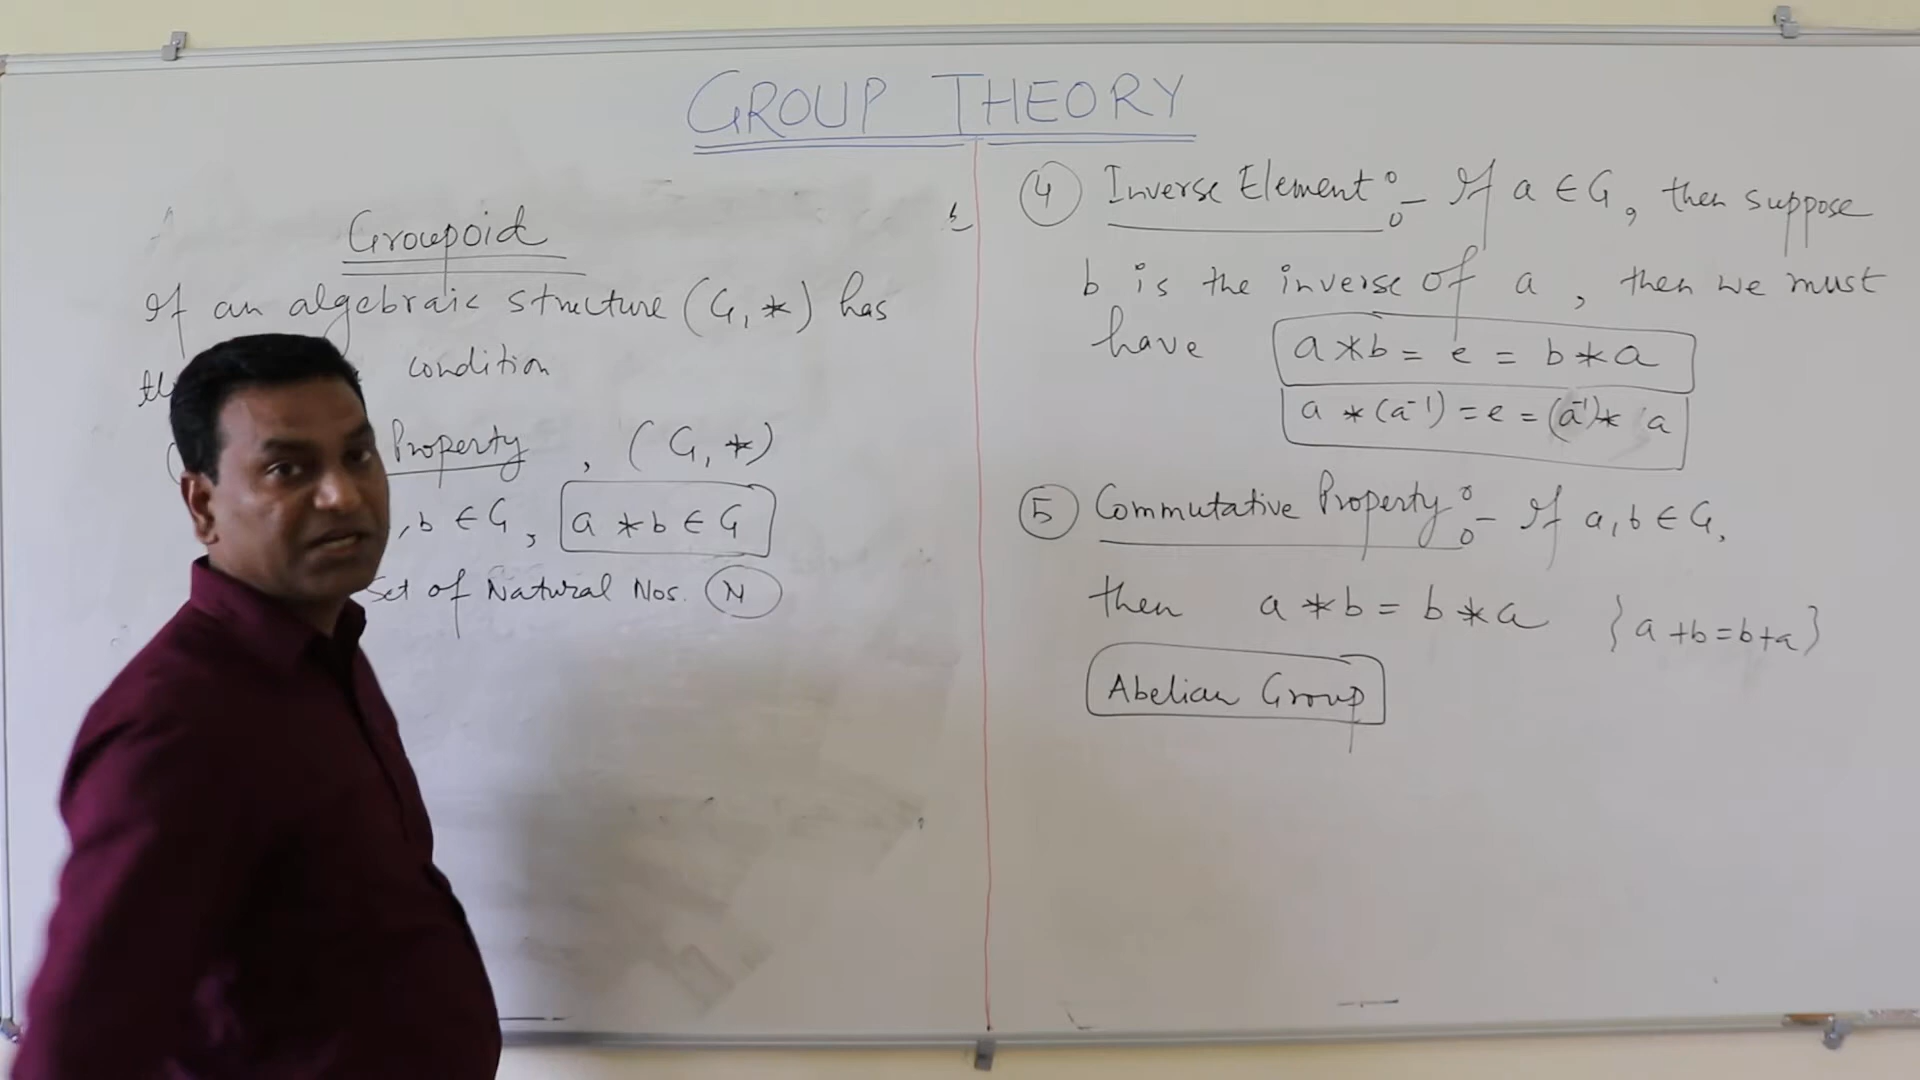 GROUP THEORY
Groupoid
If an algebraic structure (G, *) has
condition
Property , (G, *)
, b ∈ G, a * b ∈ G
Set of Natural Nos. N
④ Inverse Element :- If a ∈ G, then suppose
b is the inverse of a, then we must
have a * b = e = b * a
a * (a⁻¹) = e = (a⁻¹) * a
⑤ Commutative Property :- If a, b ∈ G,
then a * b = b * a {a + b = b + a}
Abelian Group